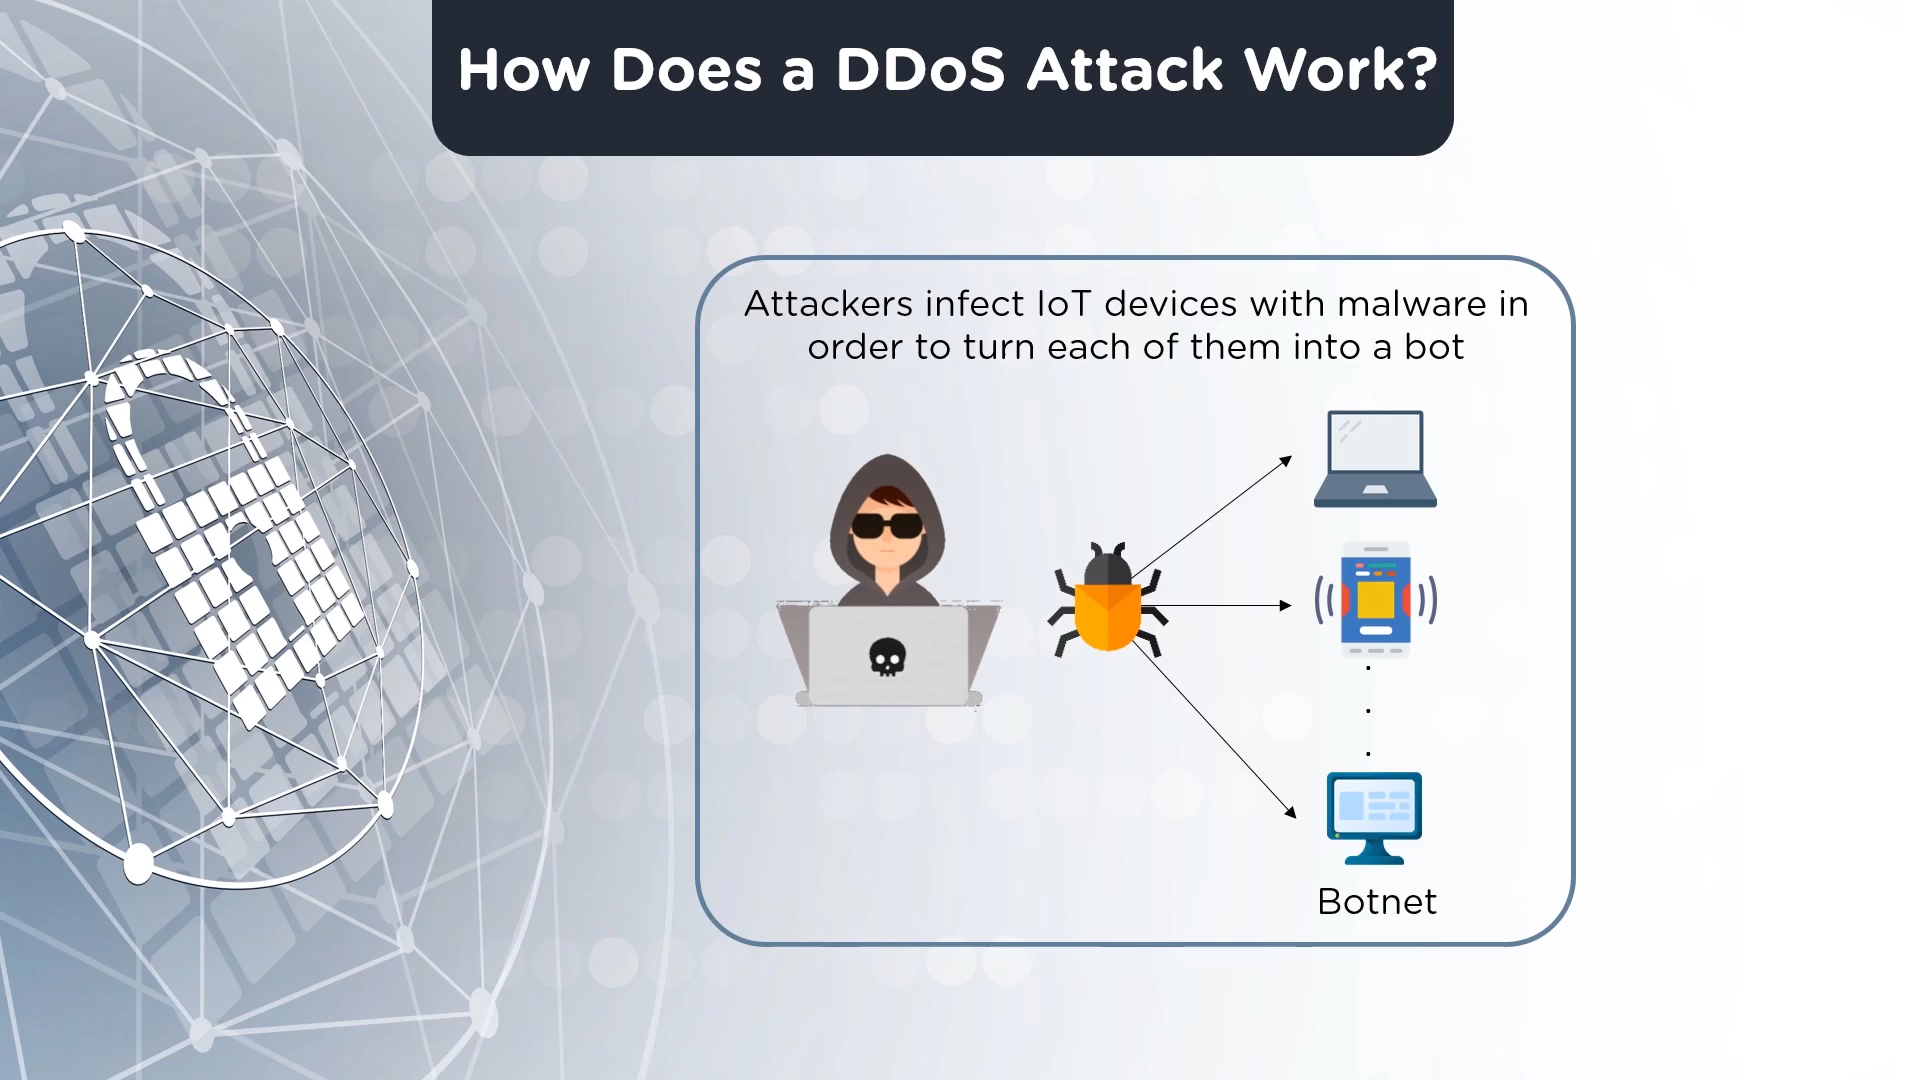 How Does a DDoS Attack Work?
Attackers infect IoT devices with malware in
order to turn each of them into a bot
Botnet